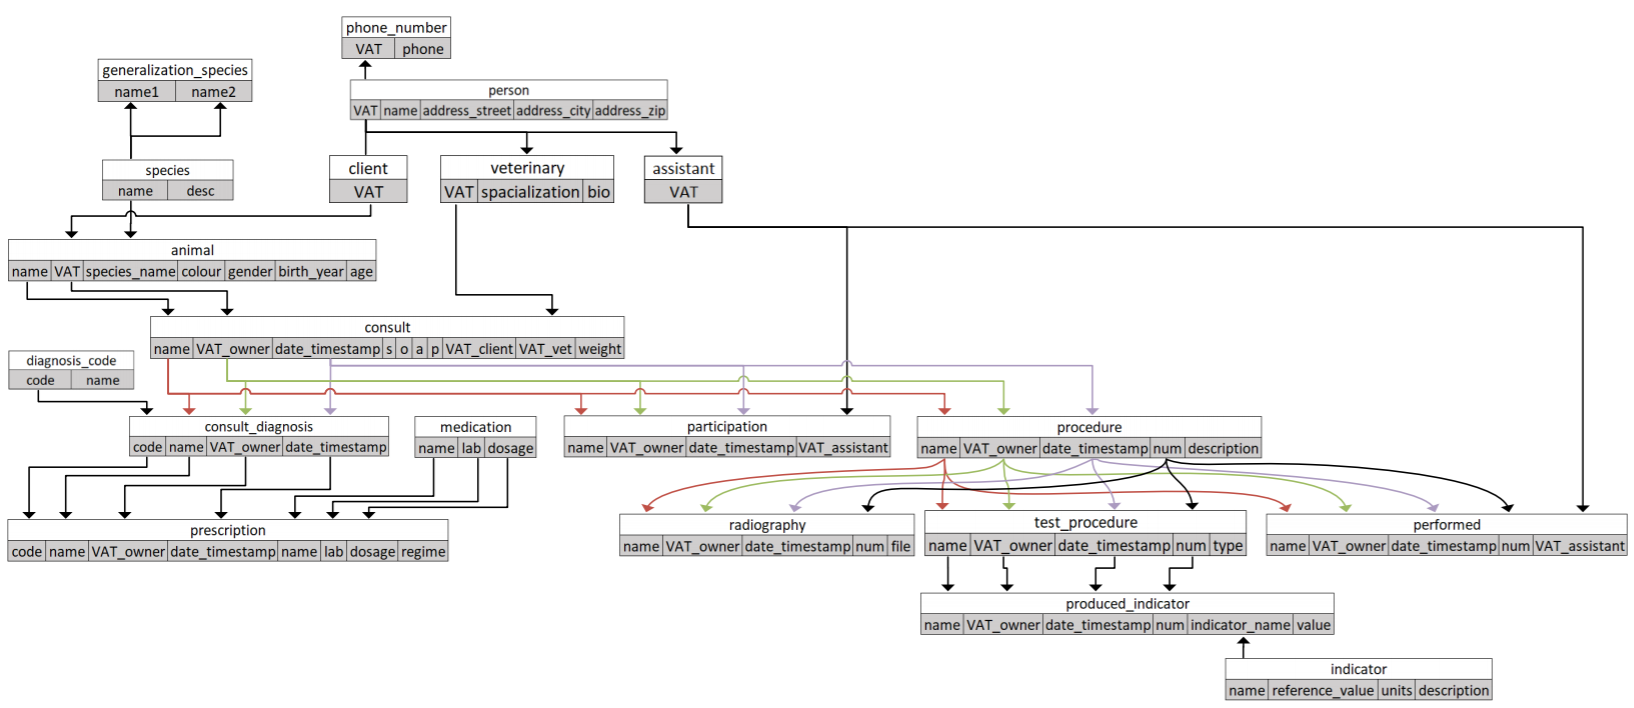 phone_number
VAT phone
generalization_species
name1 name2
person
VAT name address_street address_city address_zip
species
name desc
client
VAT
veterinary
VAT spacialization bio
assistant
VAT
animal
name VAT species_name colour gender birth_year age
consult
name VAT_owner date_timestamp s o a p VAT_client VAT_vet weight
diagnosis_code
code name
consult_diagnosis
code name VAT_owner date_timestamp
medication
name lab dosage
participation
name VAT_owner date_timestamp VAT_assistant
procedure
name VAT_owner date_timestamp num description
prescription
code name VAT_owner date_timestamp name lab dosage regime
radiography
name VAT_owner date_timestamp num file
test_procedure
name VAT_owner date_timestamp num type
performed
name VAT_owner date_timestamp num VAT_assistant
produced_indicator
name VAT_owner date_timestamp num indicator_name value
indicator
name reference_value units description